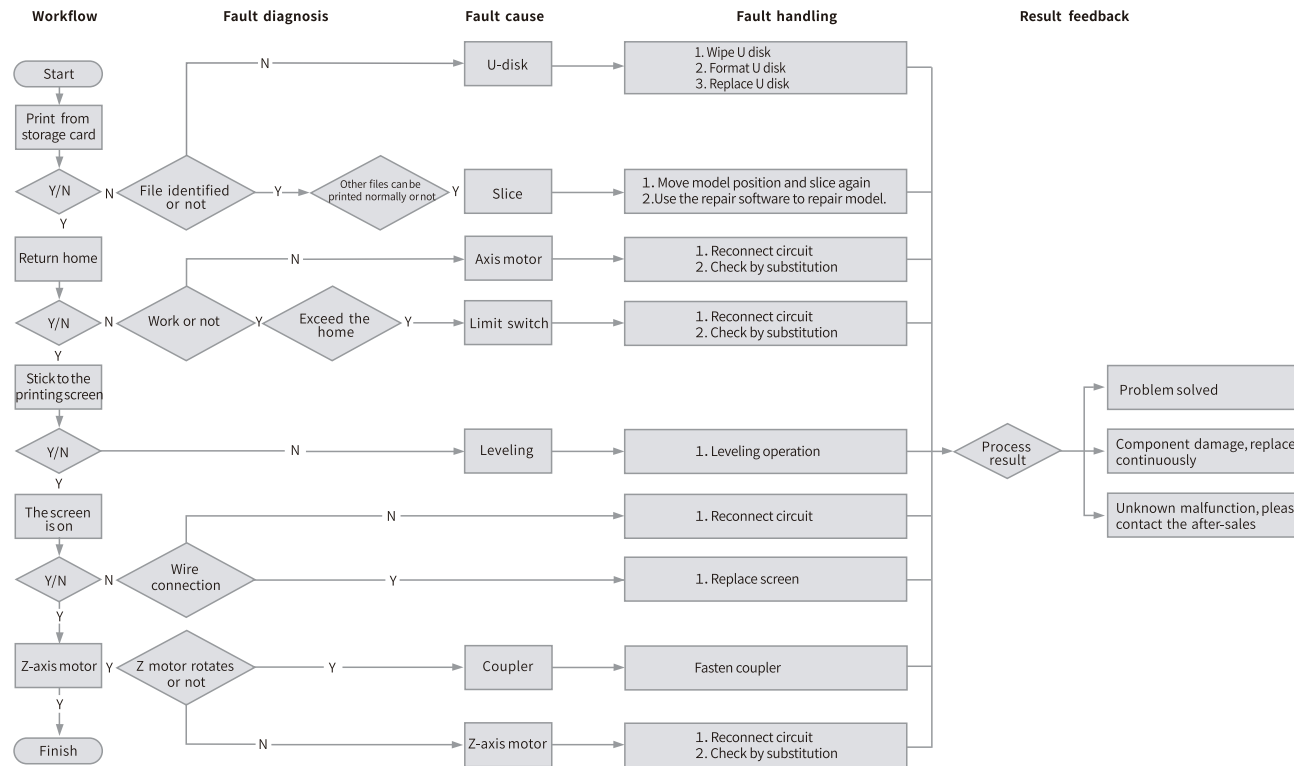 Workflow
Fault diagnosis
Fault cause
Fault handling
Result feedback
Start
N
U-disk
1. Wipe U disk
2. Format U disk
3. Replace U disk
Print from
storage card
Y/N
N
File identified
or not
Y
Other files can be
printed normally or not
Y
Slice
1. Move model position and slice again
2.Use the repair software to repair model.
Y
Return home
N
Axis motor
1. Reconnect circuit
2. Check by substitution
Y/N
N
Work or not
Y
Exceed the
home
Y
Limit switch
1. Reconnect circuit
2. Check by substitution
Y
Stick to the
printing screen
Y/N
N
Leveling
1. Leveling operation
Process
result
Problem solved
Component damage, replace
continuously
Unknown malfunction, pleas
contact the after-sales
Y
The screen
is on
N
1. Reconnect circuit
Y/N
N
Wire
connection
Y
1. Replace screen
Y
Z-axis motor
Y
Z motor rotates
or not
Y
Coupler
Fasten coupler
Y
Finish
N
Z-axis motor
1. Reconnect circuit
2. Check by substitution